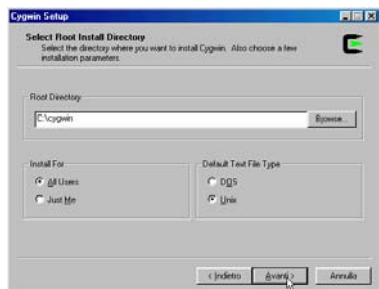 Cygwin Setup
Select Root Install Directory
Select the directory where you want to install Cygwin. Also choose a few
installation parameters.
Root Directory
C:\cygwin
Browse...
Install For
All Users
Just Me
Default Text File Type
DOS
Unix
< Indietro
Avanti >
Annulla